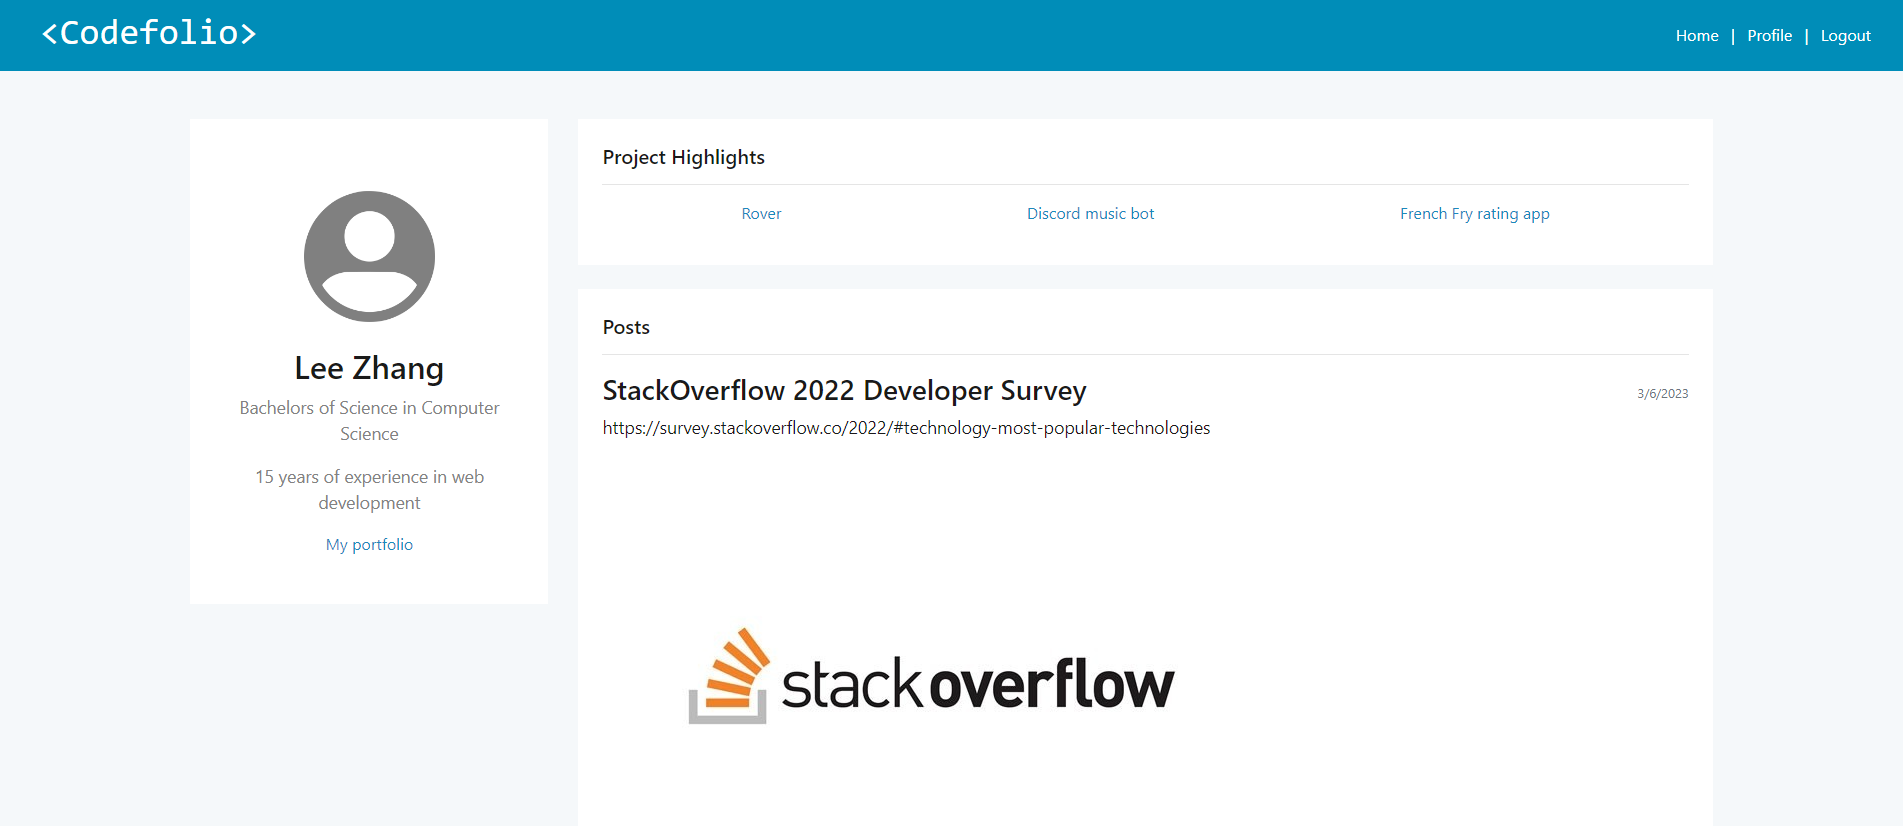 <Codefolio>
Home | Profile | Logout
Lee Zhang
Bachelors of Science in Computer
Science
15 years of experience in web
development
My portfolio
Project Highlights
Rover
Discord music bot
French Fry rating app
Posts
StackOverflow 2022 Developer Survey
3/6/2023
https://survey.stackoverflow.co/2022/#technology-most-popular-technologies
stackoverflow